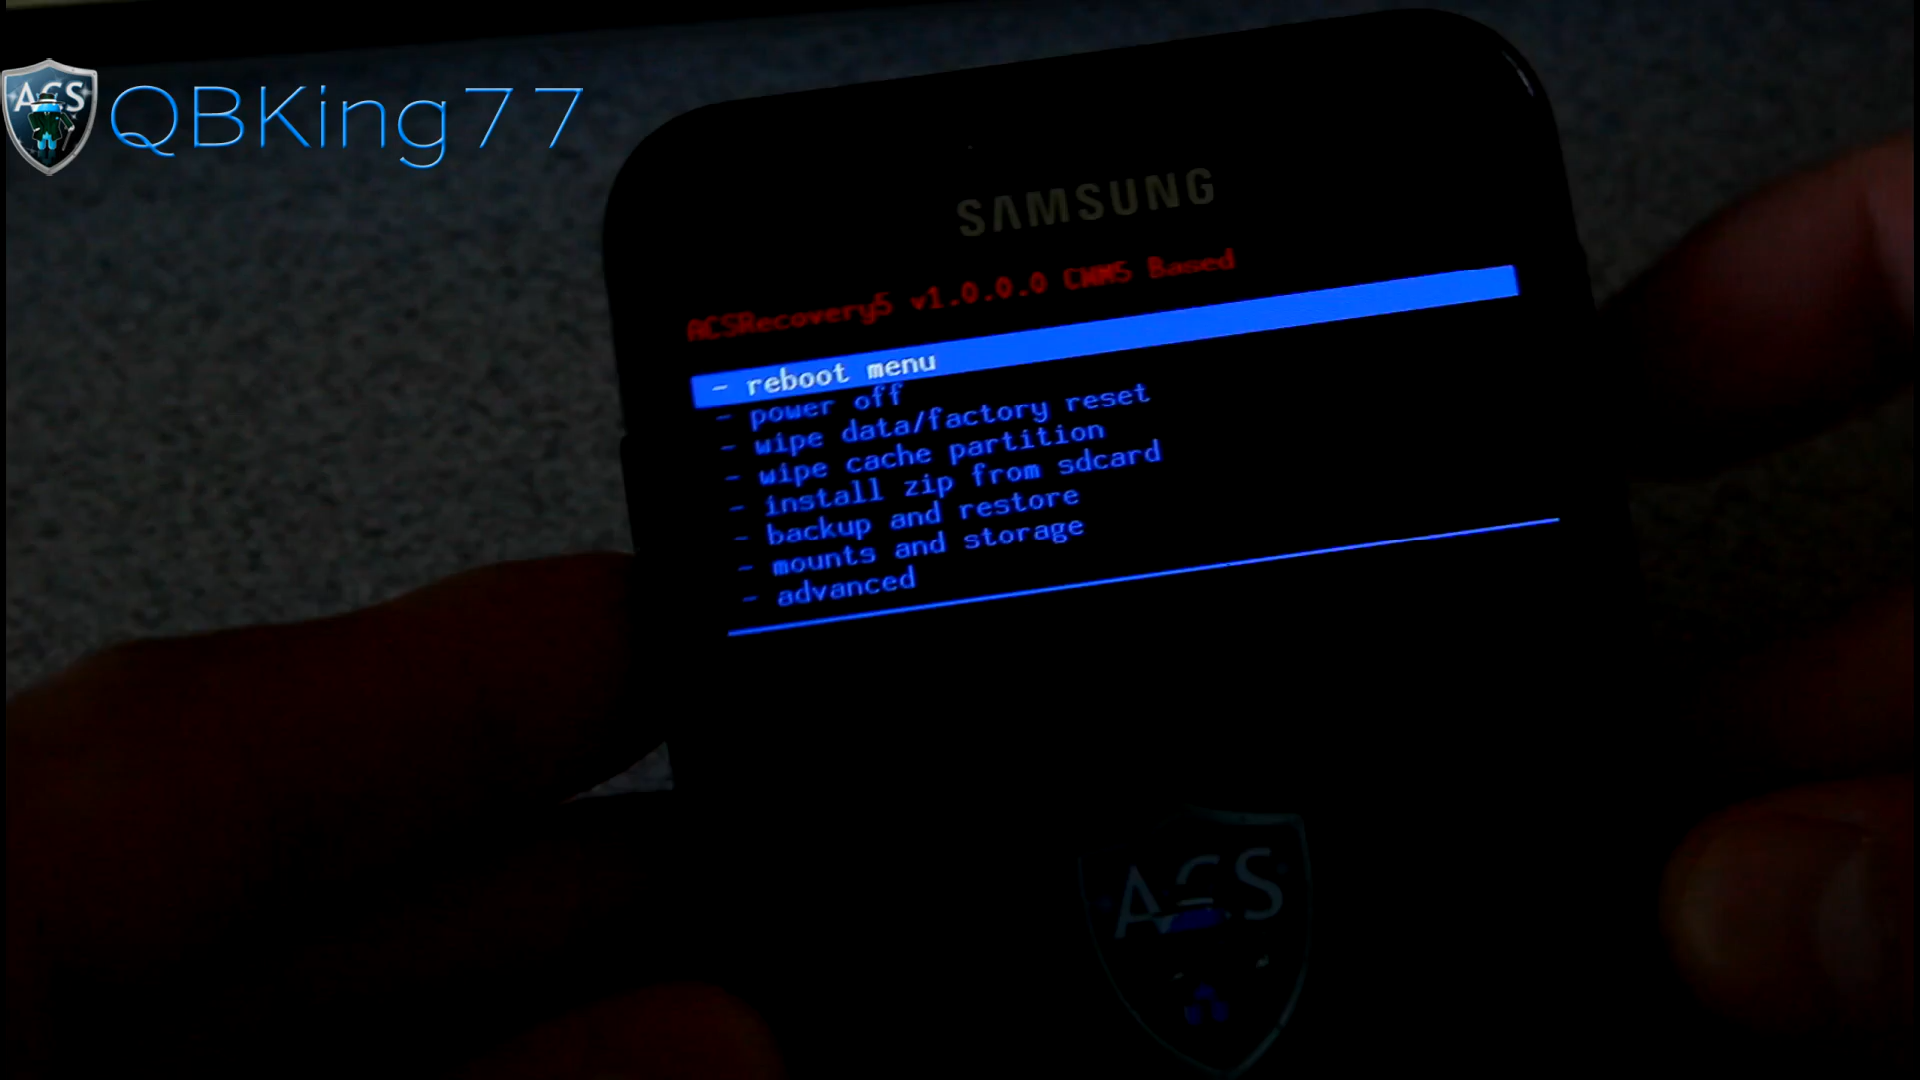 ACS
QBKing77
SAMSUNG
ACSRecovery5 v1.0.0.0 CWM5 Based
- reboot menu
- power off
- wipe data/factory reset
- wipe cache partition
- install zip from sdcard
- backup and restore
- mounts and storage
- advanced
ACS